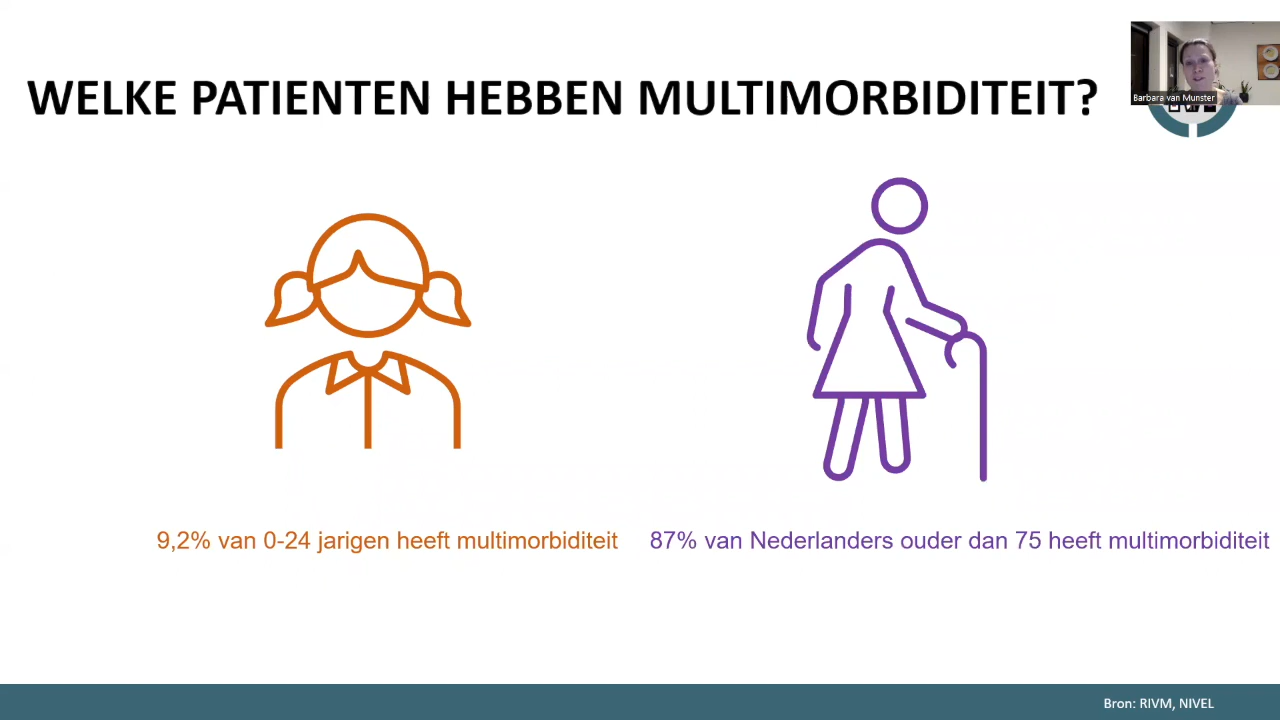 WELKE PATIENTEN HEBBEN MULTIMORBIDITEIT?
Barbara van Munster
9,2% van 0-24 jarigen heeft multimorbiditeit
87% van Nederlanders ouder dan 75 heeft multimorbiditeit
Bron: RIVM, NIVEL